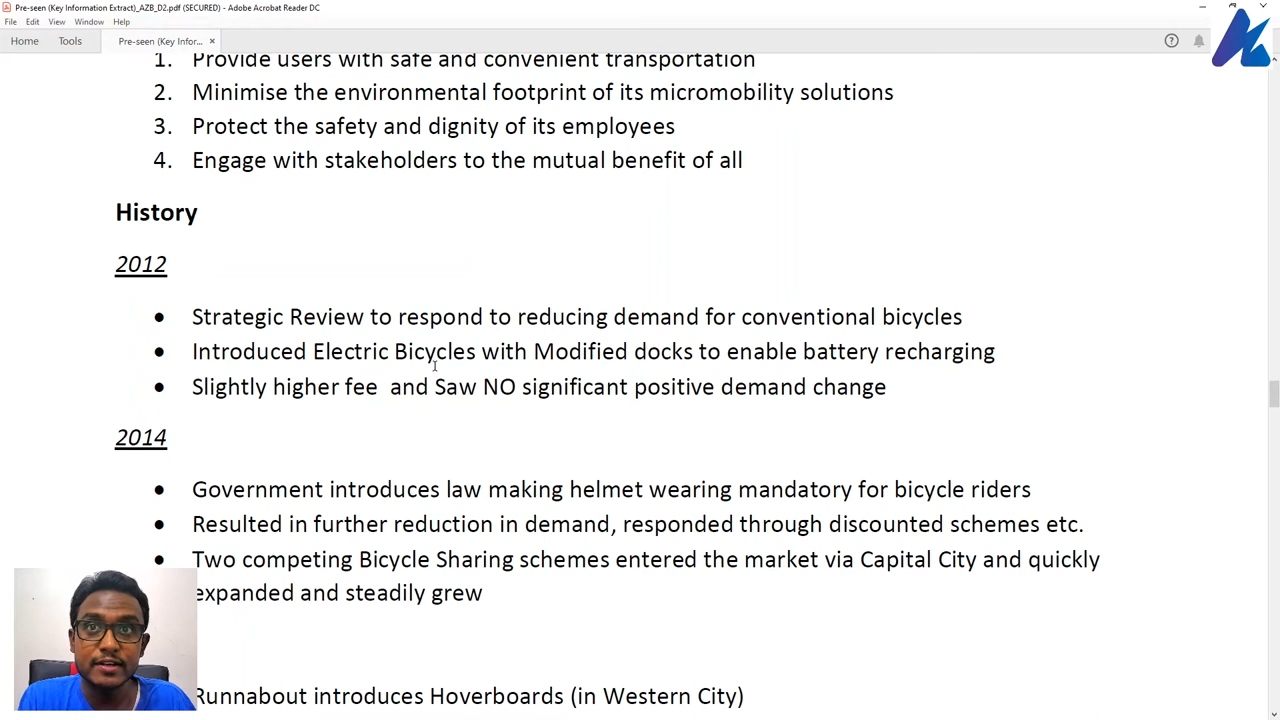 Pre-seen (Key Information Extract)_AZB_D2.pdf (SECURED) - Adobe Acrobat Reader DC
File Edit View Window Help
Home Tools Pre-seen (Key Infor... ×
1. Provide users with safe and convenient transportation
2. Minimise the environmental footprint of its micromobility solutions
3. Protect the safety and dignity of its employees
4. Engage with stakeholders to the mutual benefit of all
History
2012
• Strategic Review to respond to reducing demand for conventional bicycles
• Introduced Electric Bicycles with Modified docks to enable battery recharging
• Slightly higher fee and Saw NO significant positive demand change
2014
• Government introduces law making helmet wearing mandatory for bicycle riders
• Resulted in further reduction in demand, responded through discounted schemes etc.
• Two competing Bicycle Sharing schemes entered the market via Capital City and quickly
expanded and steadily grew
Runnabout introduces Hoverboards (in Western City)